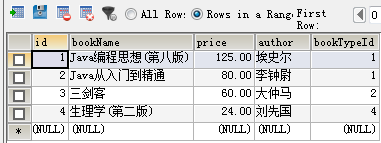 All Rows Rows in a Rang First Row: 0
id bookName price author bookTypeId
1 Java编程思想(第八版) 125.00 埃史尔 1
2 Java从入门到精通 80.00 李钟尉 1
3 三剑客 60.00 大仲马 2
4 生理学(第二版) 24.00 刘先国 4
* (NULL) (NULL) (NULL) (NULL) (NULL)